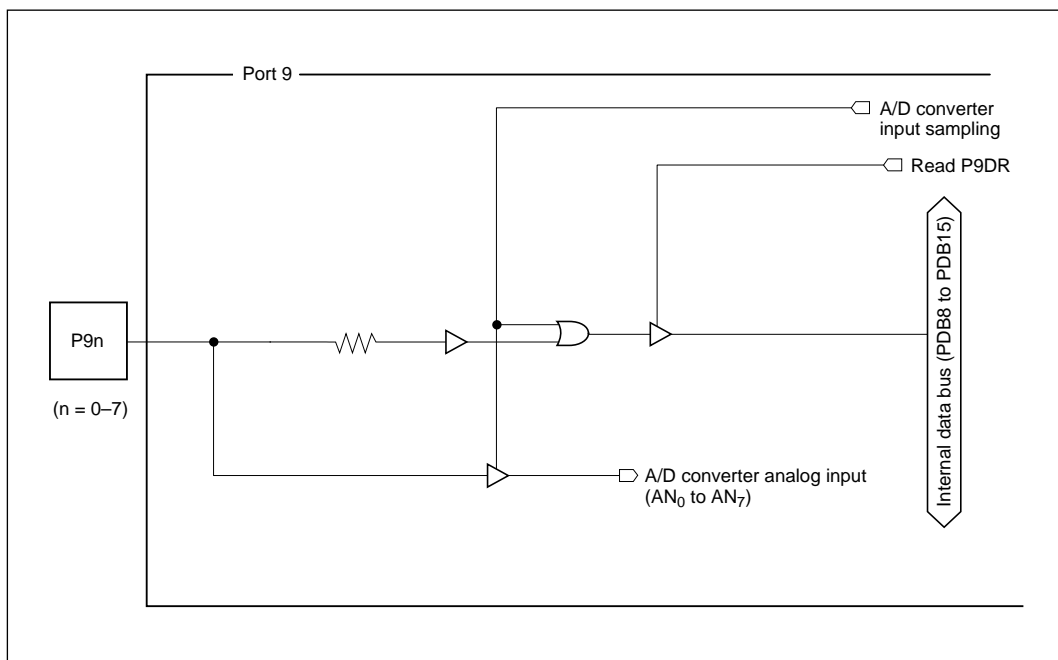 Port 9
A/D converter
input sampling
Read P9DR
P9n
(n = 0–7)
A/D converter analog input
(AN0 to AN7)
Internal data bus (PDB8 to PDB15)